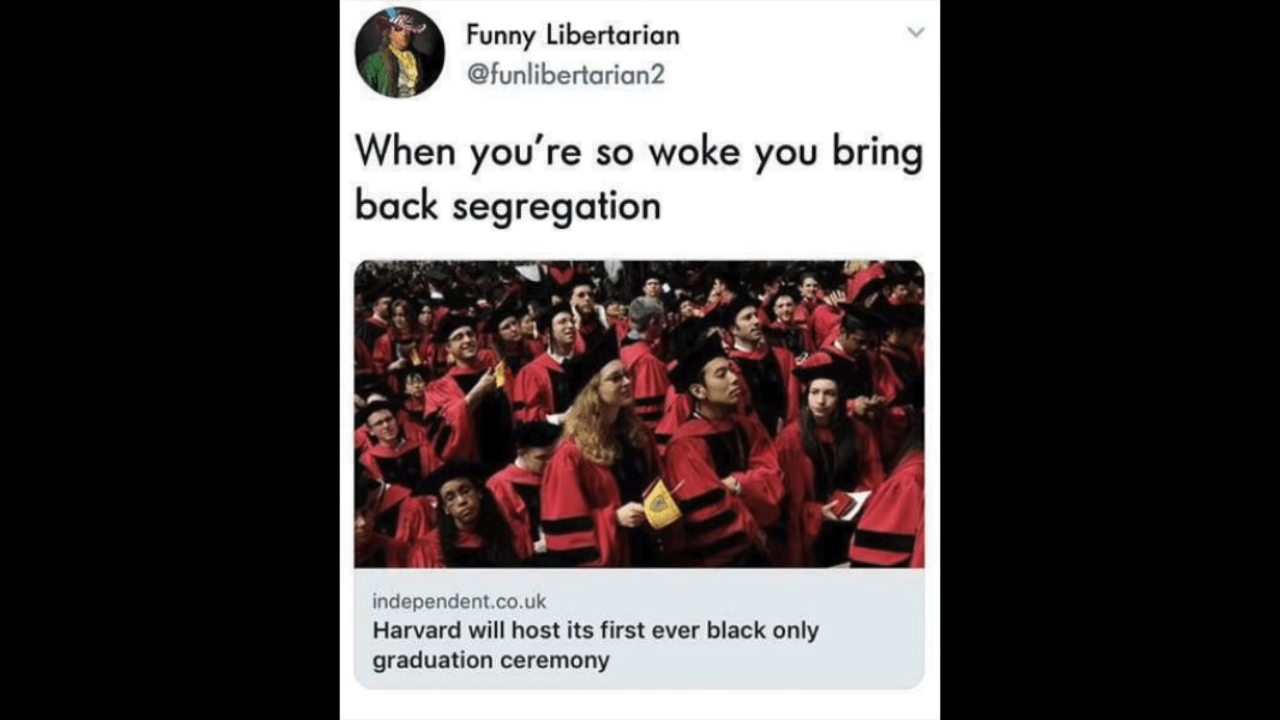 Funny Libertarian
@funlibertarian2
When you’re so woke you bring
back segregation
independent.co.uk
Harvard will host its first ever black only
graduation ceremony